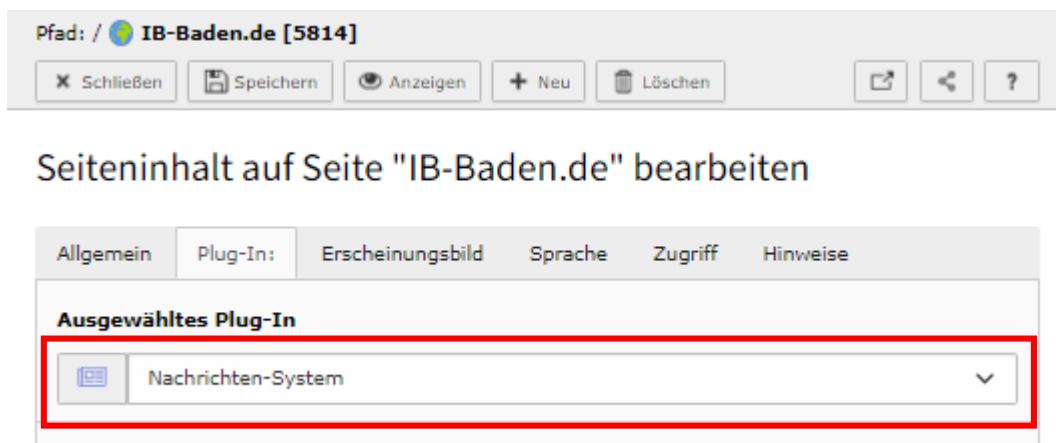 Pfad: / IB-Baden.de [5814]
Schließen Speichern Anzeigen Neu Löschen ?
Seiteninhalt auf Seite "IB-Baden.de" bearbeiten
Allgemein Plug-In: Erscheinungsbild Sprache Zugriff Hinweise
Ausgewähltes Plug-In
Nachrichten-System